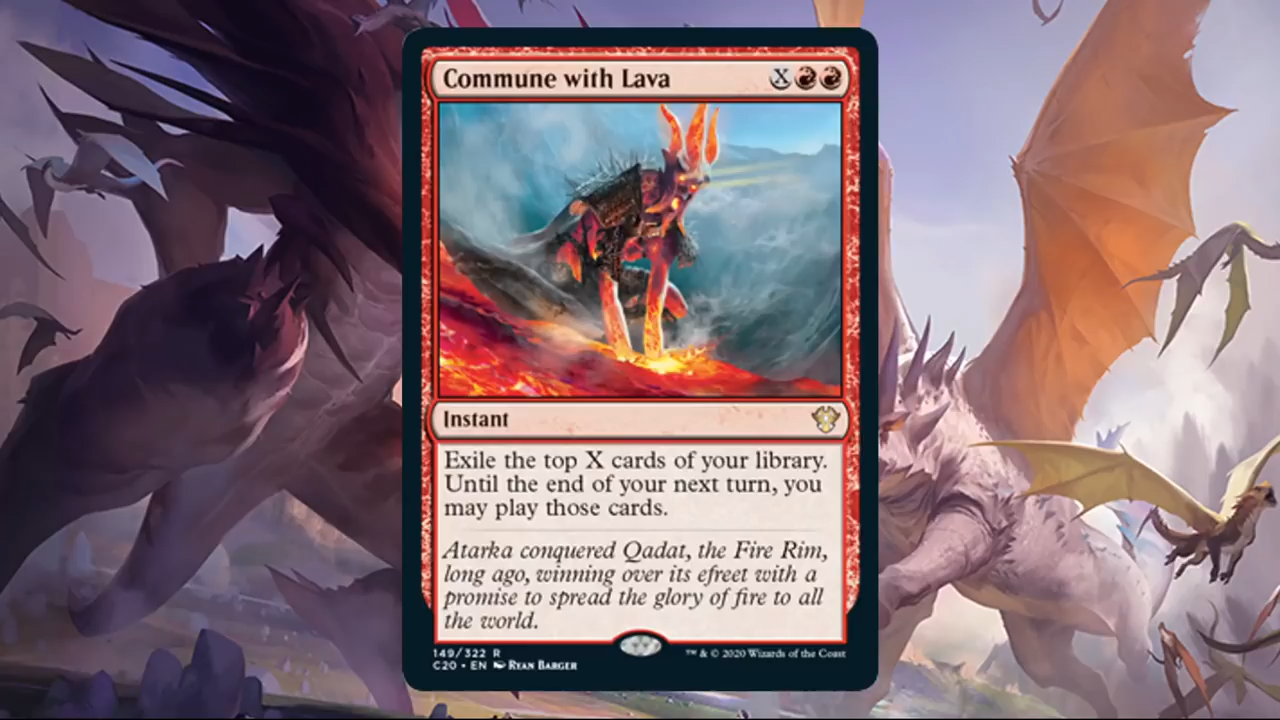 Commune with Lava X
Instant
Exile the top X cards of your library.
Until the end of your next turn, you
may play those cards.
Atarka conquered Qadat, the Fire Rim,
long ago, winning over its efreet with a
promise to spread the glory of fire to all
the world.
149/322 R ™ & © 2020 Wizards of the Coast
C20 • EN RYAN BARGER